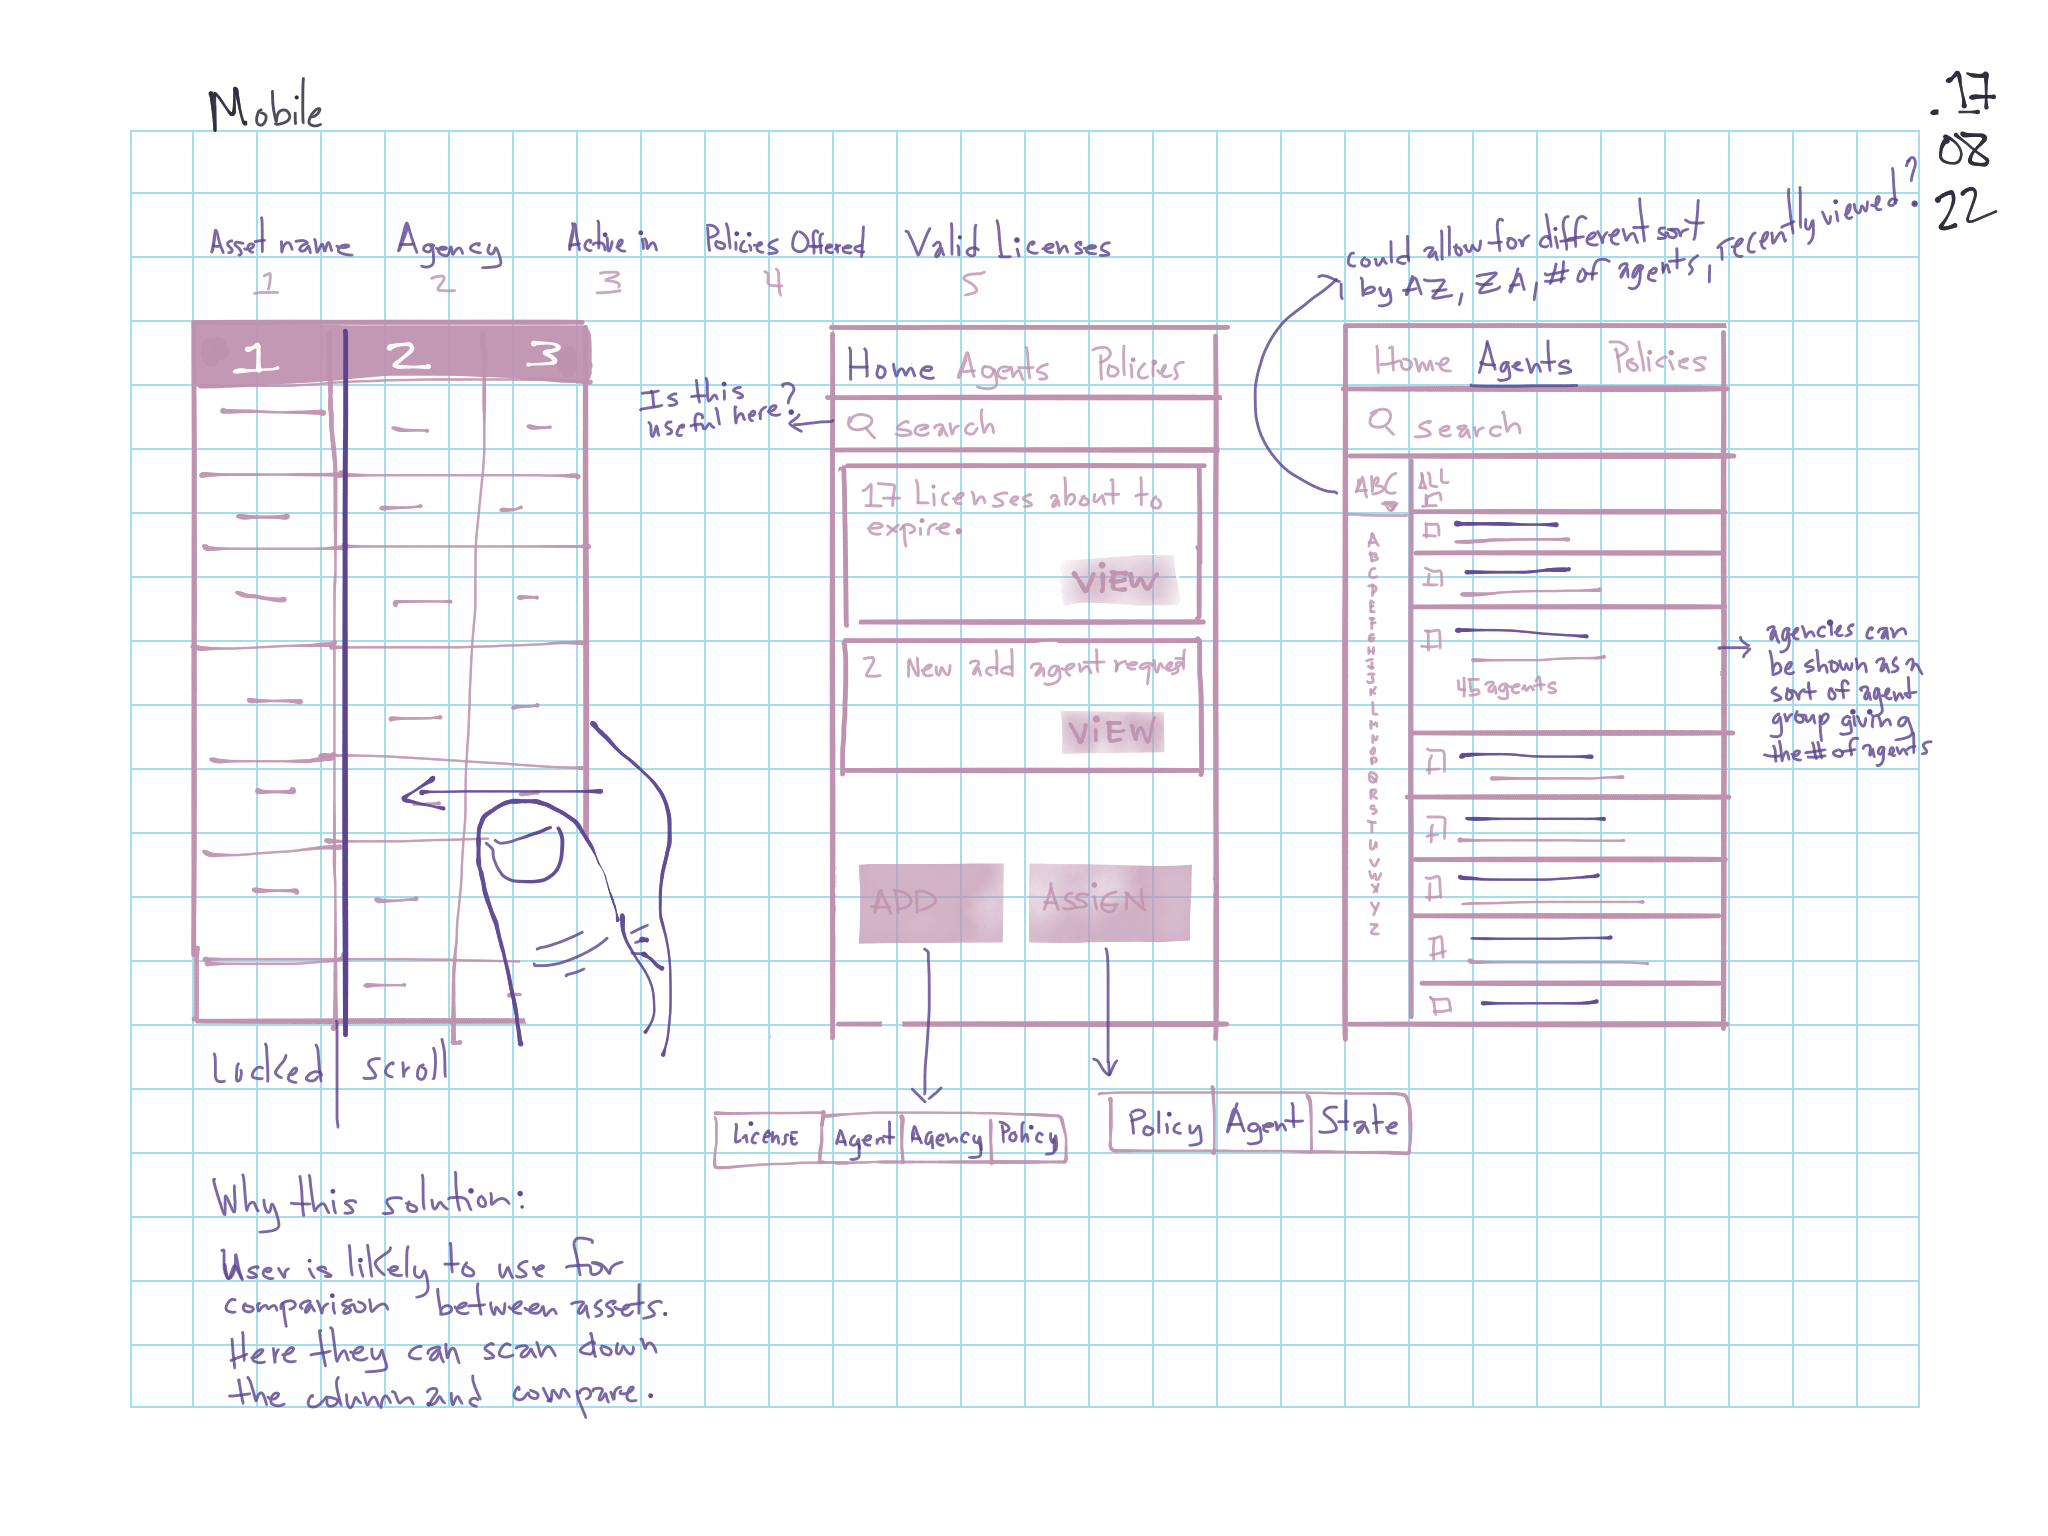 Mobile
.17
08
22
Asset name Agency Active in Policies Offered Valid Licenses
1 2 3 4 5
could allow for different sort
by AZ, ZA, # of agents, recently viewed?
1 2 3
Locked scroll
Why this solution:
User is likely to use for
comparison between assets.
Here they can scan down
the column and compare.
Is this
useful here?
Home Agents Policies
search
17 Licenses about to
expire.
ViEW
2 New add agent request
ViEW
ADD ASSiGN
License Agent Agency Policy
Policy Agent State
Home Agents Policies
search
ABC ALL
A
B
C
D
E
F
G
H
I
J
K
L
M
N
O
P
Q
R
S
T
U
V
W
X
Y
Z
45 agents
agencies can
be shown as a
sort of agent
group giving
the # of agents